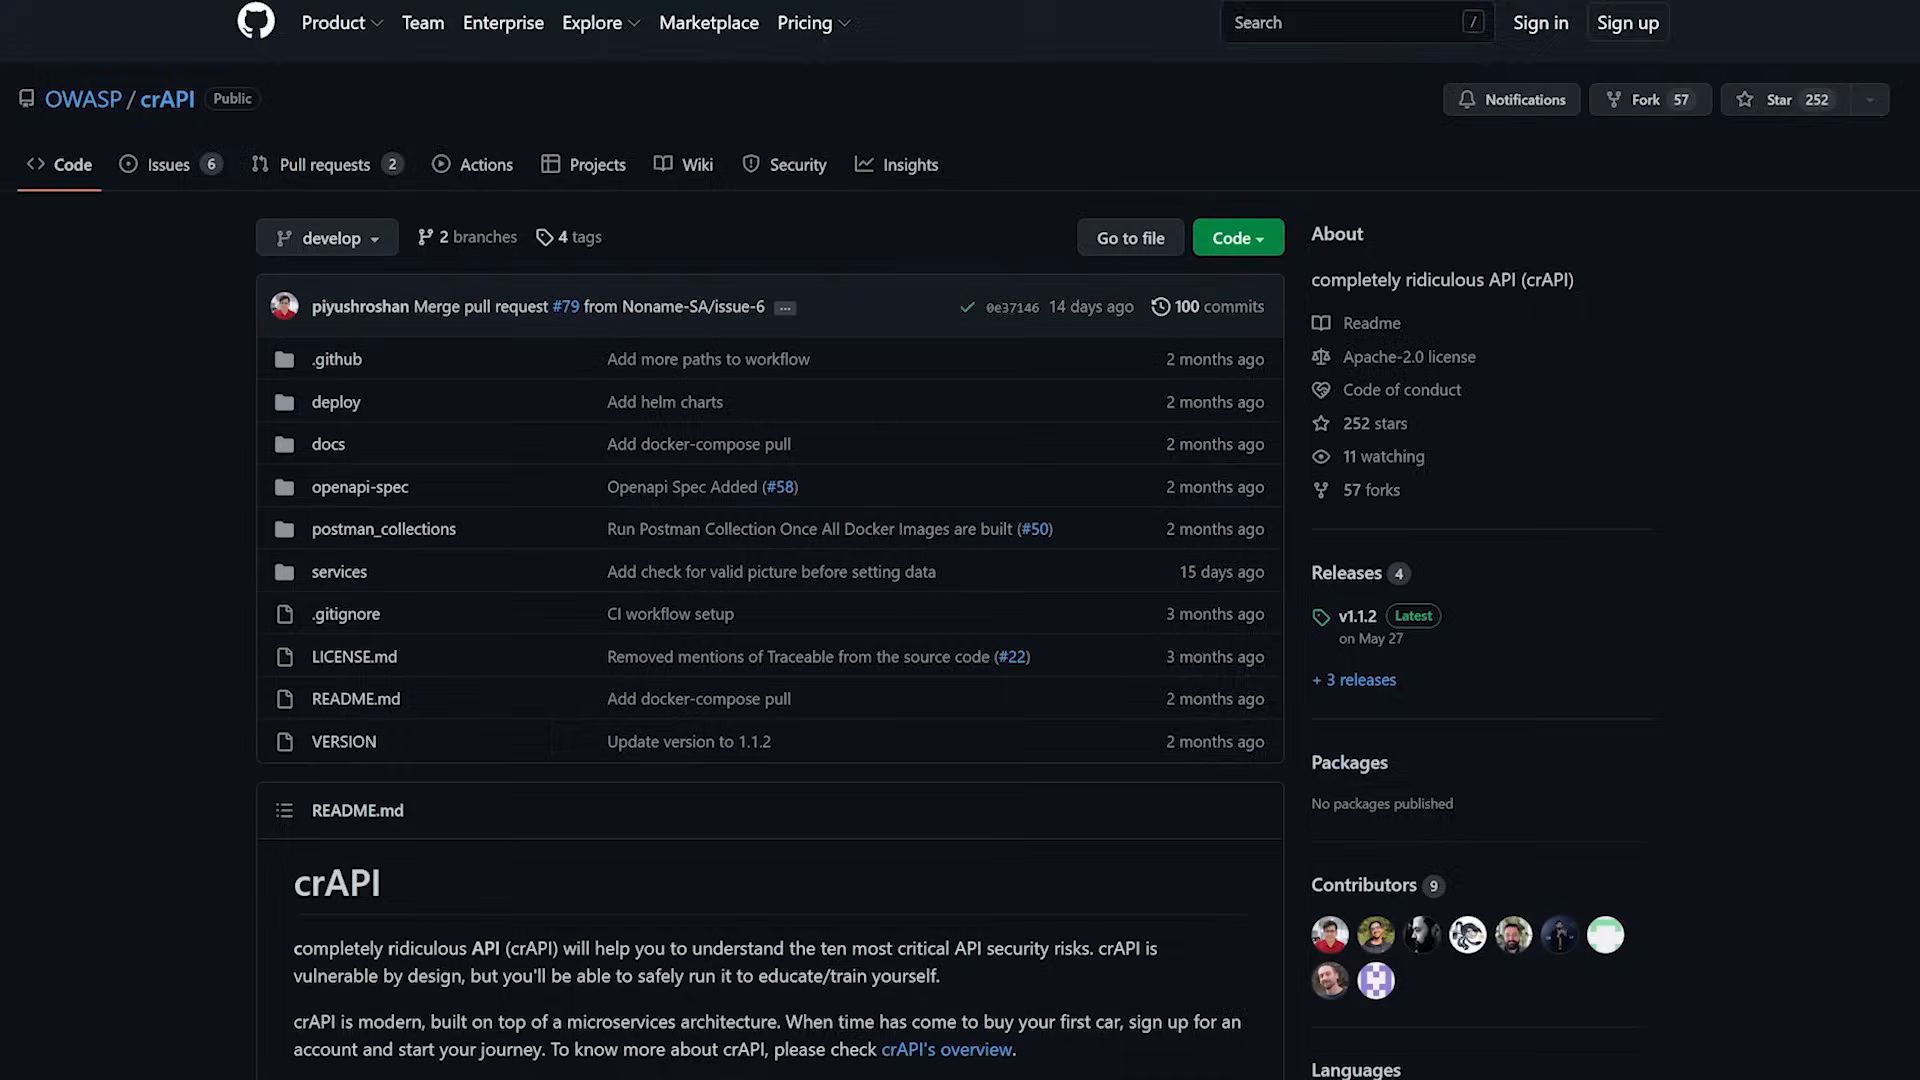 Product Team Enterprise Explore Marketplace Pricing Search / Sign in Sign up
OWASP / crAPI Public Notifications Fork 57 Star 252
Code Issues 6 Pull requests 2 Actions Projects Wiki Security Insights
develop 2 branches 4 tags Go to file Code
piyushroshan Merge pull request #79 from Noname-SA/issue-6 ... 0e37146 14 days ago 100 commits
.github Add more paths to workflow 2 months ago
deploy Add helm charts 2 months ago
docs Add docker-compose pull 2 months ago
openapi-spec Openapi Spec Added (#58) 2 months ago
postman_collections Run Postman Collection Once All Docker Images are built (#50) 2 months ago
services Add check for valid picture before setting data 15 days ago
.gitignore CI workflow setup 3 months ago
LICENSE.md Removed mentions of Traceable from the source code (#22) 3 months ago
README.md Add docker-compose pull 2 months ago
VERSION Update version to 1.1.2 2 months ago
README.md
crAPI
completely ridiculous API (crAPI) will help you to understand the ten most critical API security risks. crAPI is
vulnerable by design, but you'll be able to safely run it to educate/train yourself.
crAPI is modern, built on top of a microservices architecture. When time has come to buy your first car, sign up for an
account and start your journey. To know more about crAPI, please check crAPI's overview.
About
completely ridiculous API (crAPI)
Readme
Apache-2.0 license
Code of conduct
252 stars
11 watching
57 forks
Releases 4
v1.1.2 Latest
on May 27
+ 3 releases
Packages
No packages published
Contributors 9
Languages